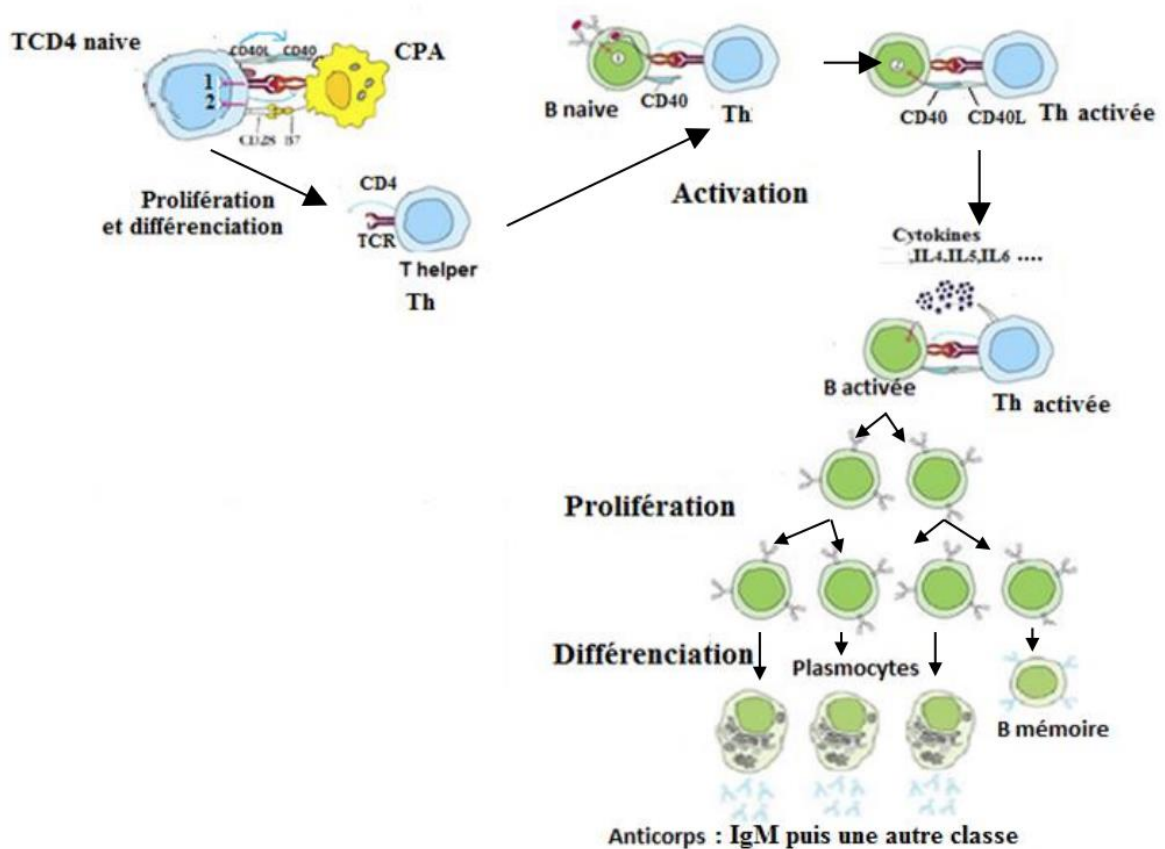 TCD4 naive
CD40L CD40
CPA
1
2
CD28 B7
Prolifération
et différenciation
CD4
TCR
T helper
Th
1
B naive
CD40
Th
Activation
2
CD40 CD40L
Th activée
Cytokines
,IL4.IL5,IL6 ....
B activée
Th activée
Prolifération
Différenciation
Plasmocytes
B mémoire
Anticorps : IgM puis une autre classe